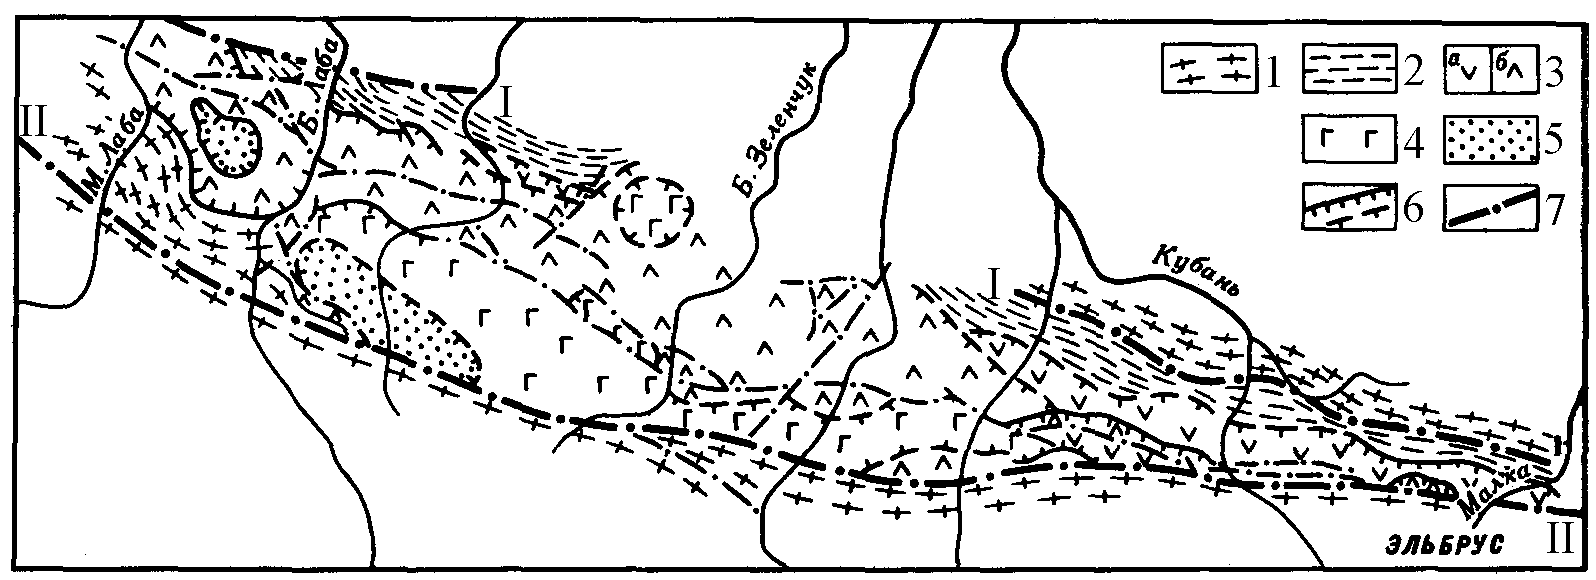 I
II
М. Лаба
Б. Лаба
Б. Зеленчук
I
Кубань
Малка
ЭЛЬБРУС
II
1
2
а
б
3
4
5
6
7